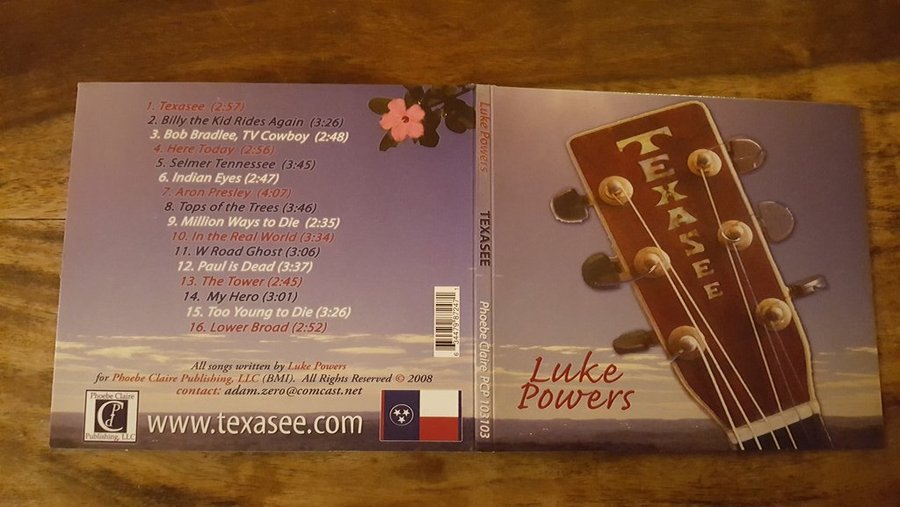 1. Texasee (2:57)
2. Billy the Kid Rides Again (3:26)
3. Bob Bradlee, TV Cowboy (2:48)
4. Here Today (2:56)
5. Selmer Tennessee (3:45)
6. Indian Eyes (2:47)
7. Aron Presley (4:07)
8. Tops of the Trees (3:46)
9. Million Ways to Die (2:35)
10. In the Real World (3:34)
11. W Road Ghost (3:06)
12. Paul is Dead (3:37)
13. The Tower (2:45)
14. My Hero (3:01)
15. Too Young to Die (3:26)
16. Lower Broad (2:52)
All songs written by Luke Powers
for Phoebe Claire Publishing, LLC (BMI). All Rights Reserved © 2008
contact: adam.zero@comcast.net
Phoebe Claire
PC
Publishing, LLC
www.texasee.com
Luke Powers TEXASEE Phoebe Claire PCP 103103
TEXASEE
Luke
Powers